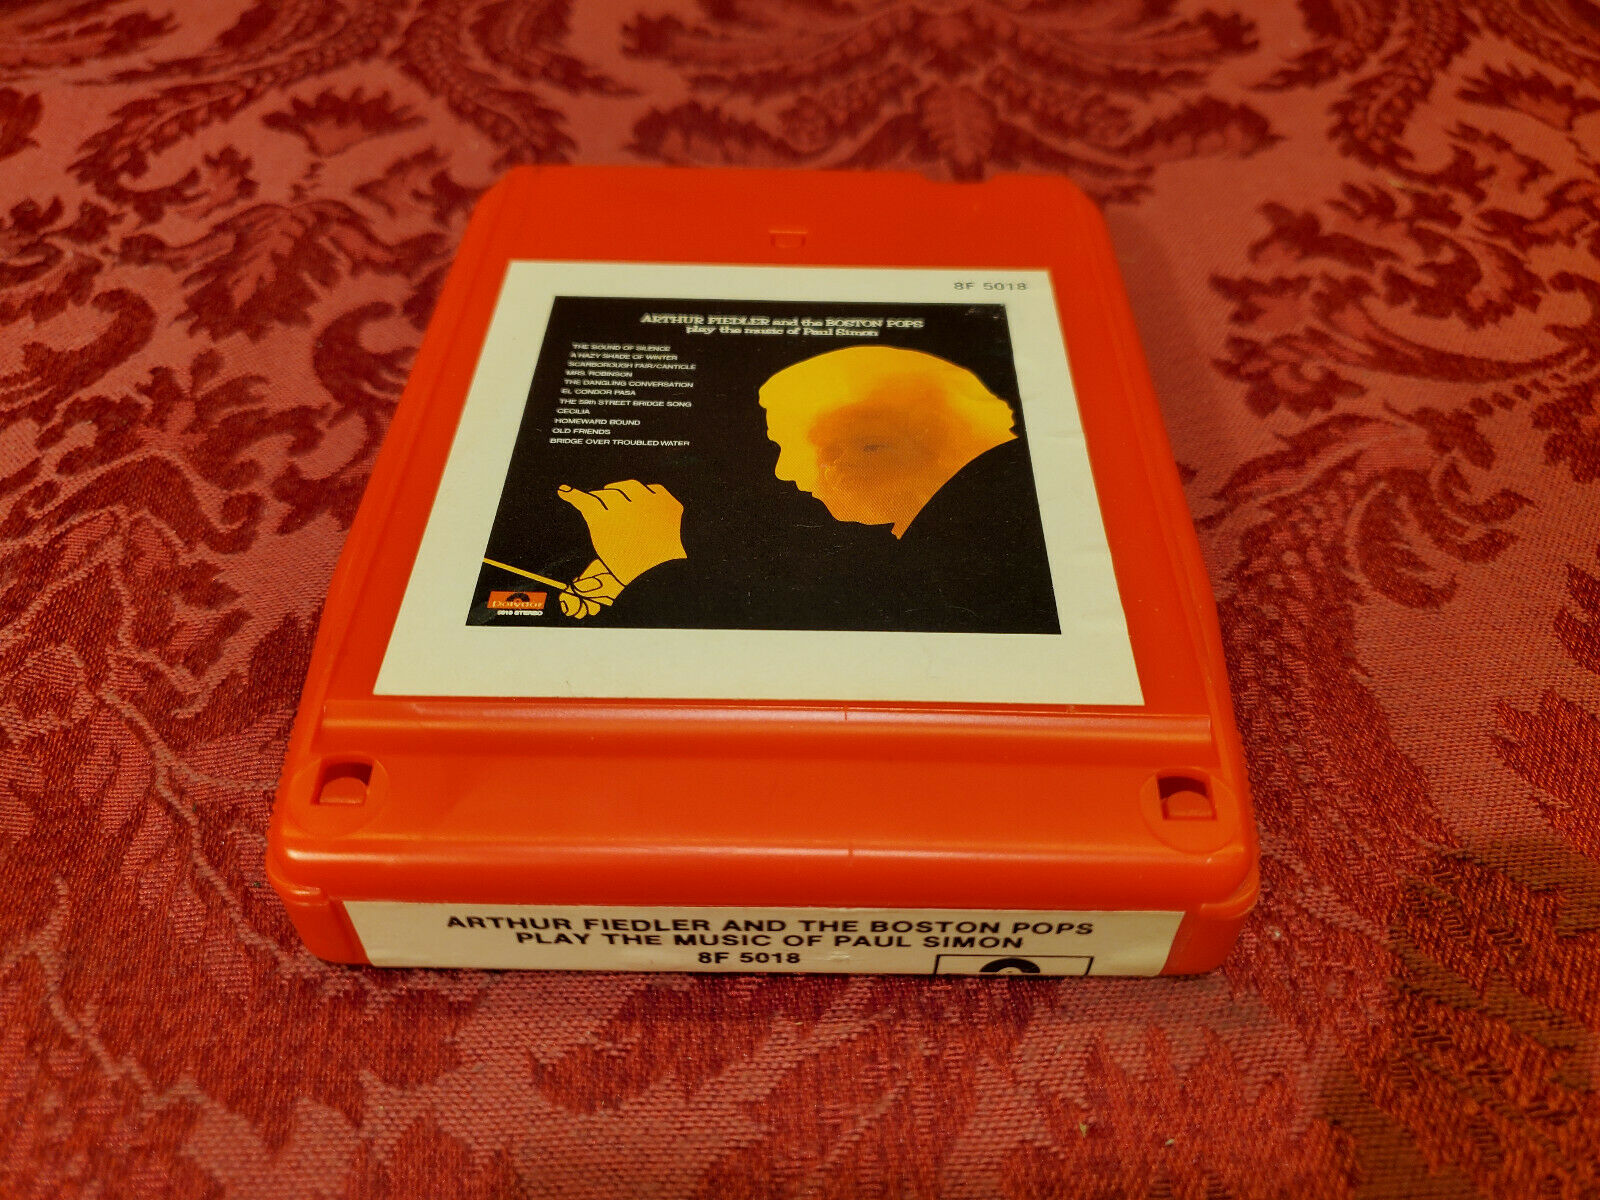 8F 5018
ARTHUR FIEDLER and the BOSTON POPS
play the music of Paul Simon
THE SOUND OF SILENCE
A HAZY SHADE OF WINTER
SCARBOROUGH FAIR/CANTICLE
MRS. ROBINSON
THE DANGLING CONVERSATION
EL CONDOR PASA
THE 59th STREET BRIDGE SONG
CECILIA
HOMEWARD BOUND
OLD FRIENDS
BRIDGE OVER TROUBLED WATER
Polydor
STEREO
ARTHUR FIEDLER AND THE BOSTON POPS
PLAY THE MUSIC OF PAUL SIMON
8F 5018